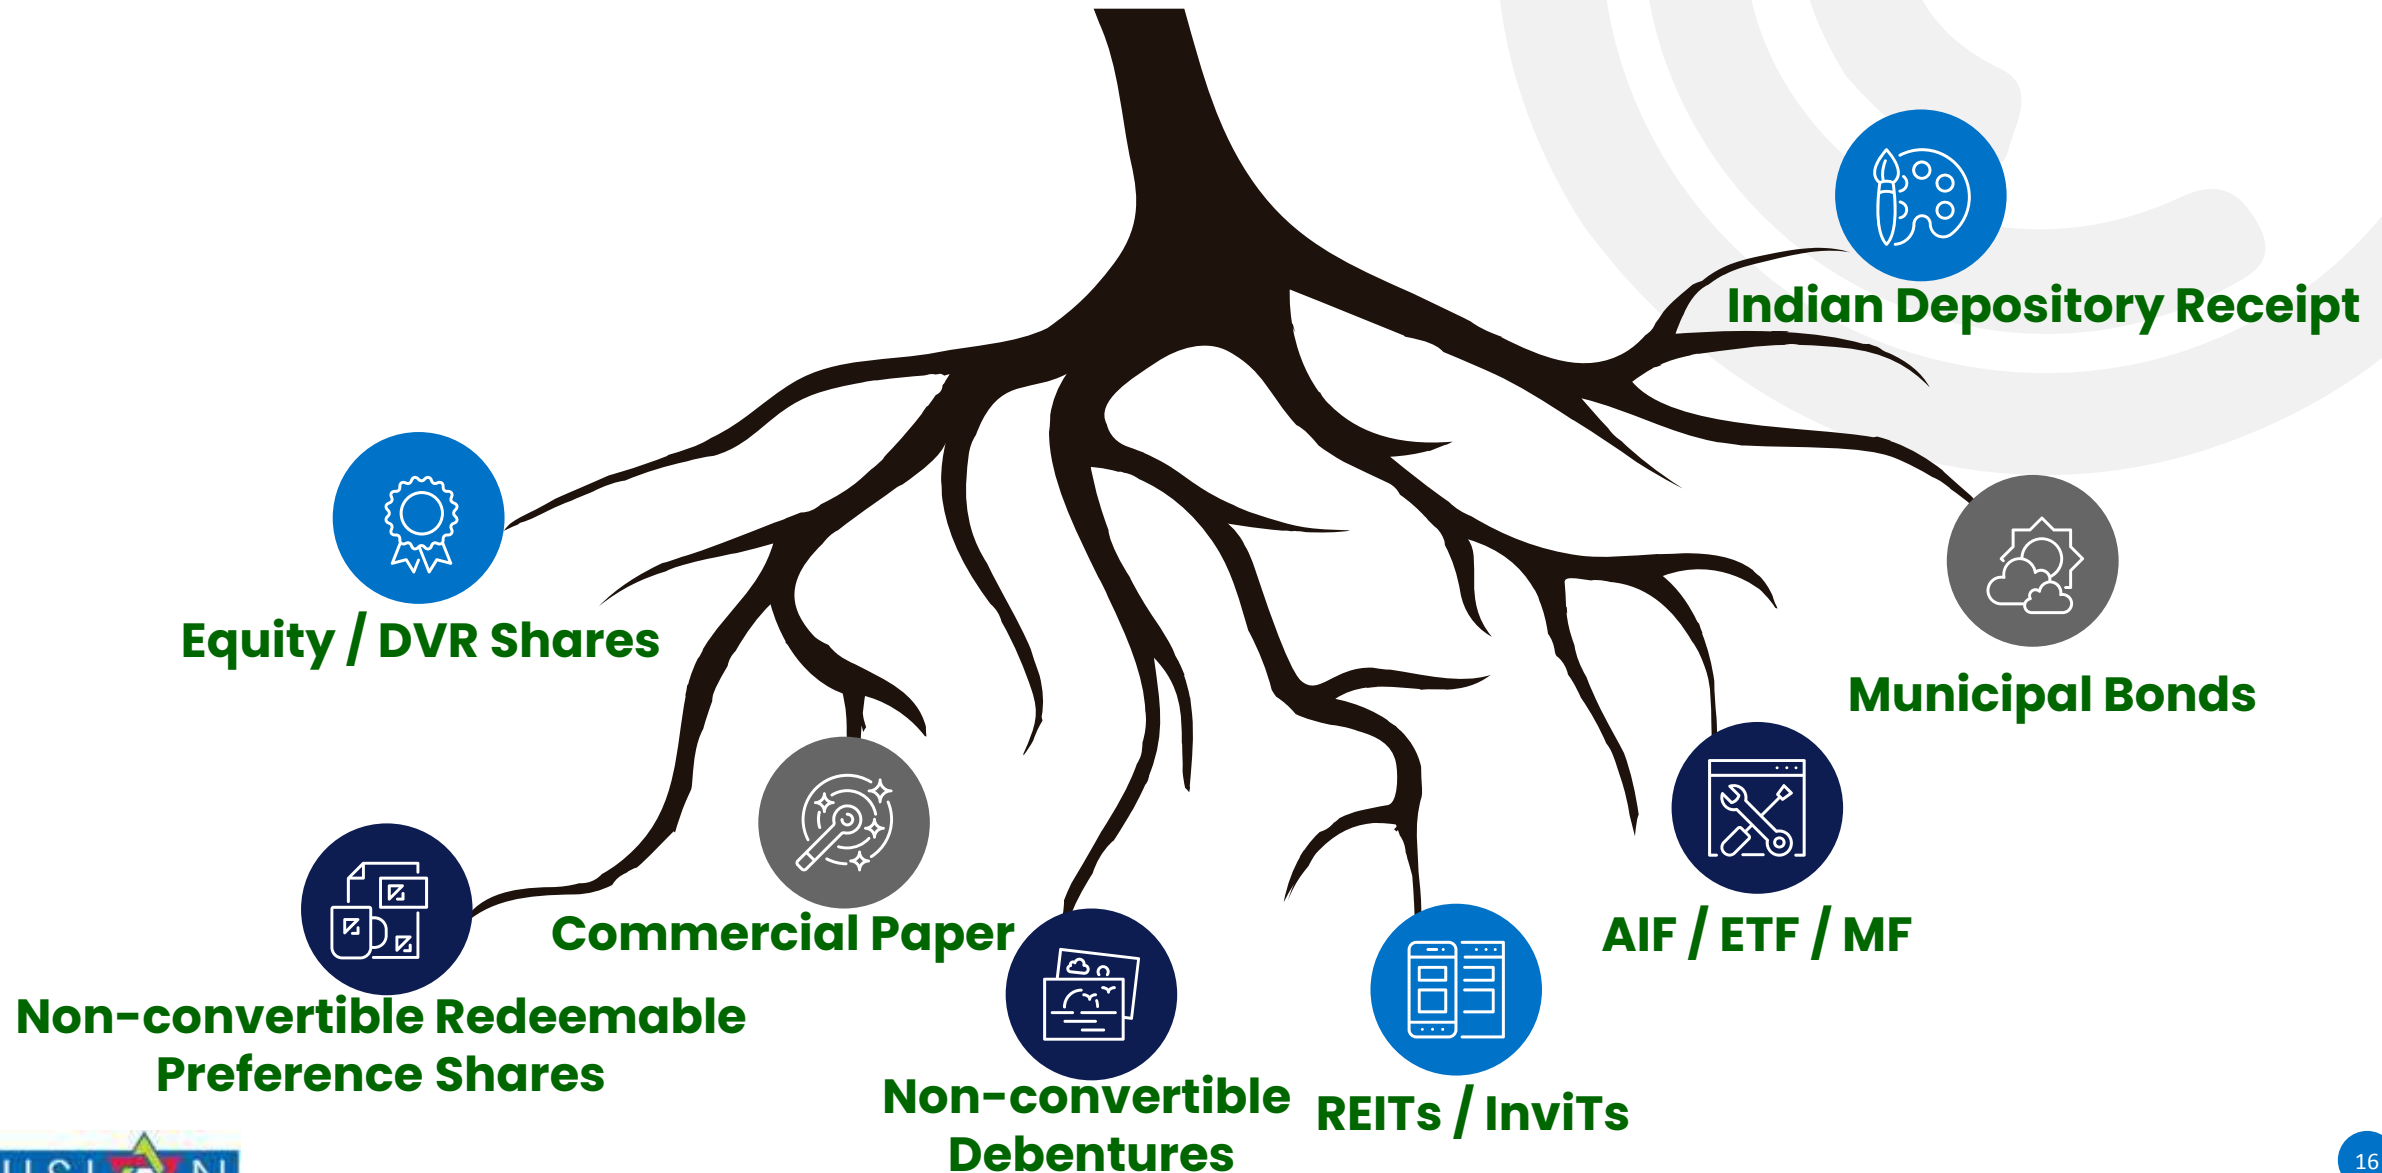 Indian Depository Receipt
Equity / DVR Shares
Municipal Bonds
Commercial Paper
AIF / ETF / MF
Non-convertible Redeemable
Preference Shares
Non-convertible
Debentures
REITs / InviTs
16